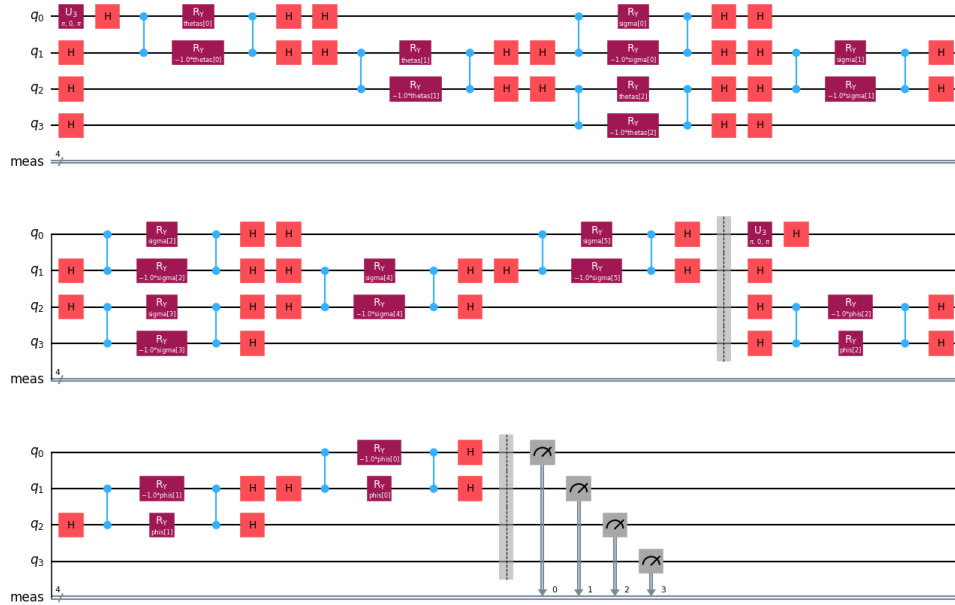 q0 U3 π, 0, π H RY thetas[0] H H RY sigma[0] H H
q1 H RY −1.0*thetas[0] H H RY thetas[1] H H RY −1.0*sigma[0] H H RY sigma[1] H
q2 H RY −1.0*thetas[1] H H RY thetas[2] H H RY −1.0*sigma[1] H
q3 H RY −1.0*thetas[2] H H
meas 4
q0 RY sigma[2] H H RY sigma[5] H U3 π, 0, π H
q1 H RY −1.0*sigma[2] H H RY sigma[4] H H RY −1.0*sigma[5] H H
q2 H RY sigma[3] H H RY −1.0*sigma[4] H H RY −1.0*phis[2] H
q3 RY −1.0*sigma[3] H H RY phis[2] H
meas 4
q0 RY −1.0*phis[0] H
q1 RY −1.0*phis[1] H H RY phis[0] H
q2 H RY phis[1] H
q3
meas 4 0 1 2 3